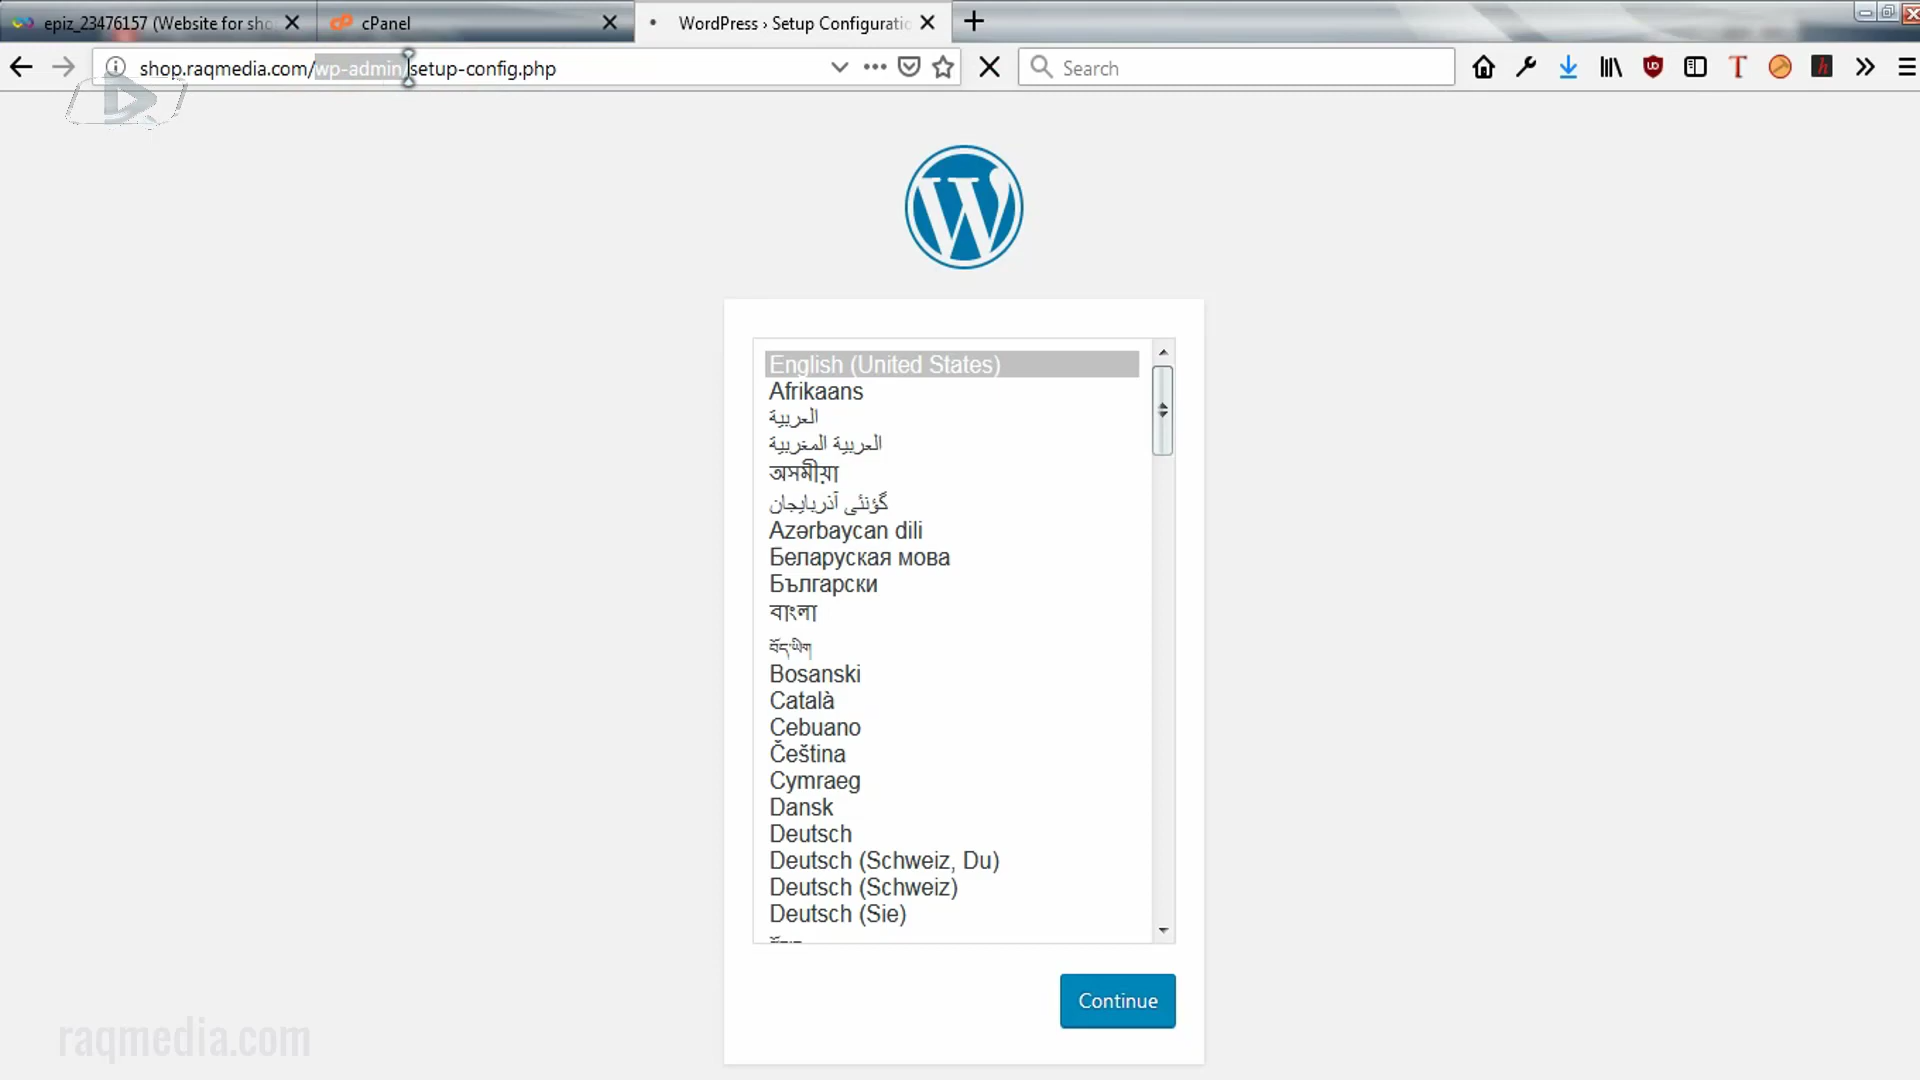 epiz_23476157 (Website for sho
cPanel
WordPress › Setup Configuratio
shop.raqmedia.com/wp-admin/setup-config.php
Search
English (United States)
Afrikaans
العربية
العربية المغربية
অসমীয়া
گؤنئی آذربایجان
Azərbaycan dili
Беларуская мова
Български
বাংলা
བོད་ཡིག
Bosanski
Català
Cebuano
Čeština
Cymraeg
Dansk
Deutsch
Deutsch (Schweiz, Du)
Deutsch (Schweiz)
Deutsch (Sie)
Continue
raqmedia.com